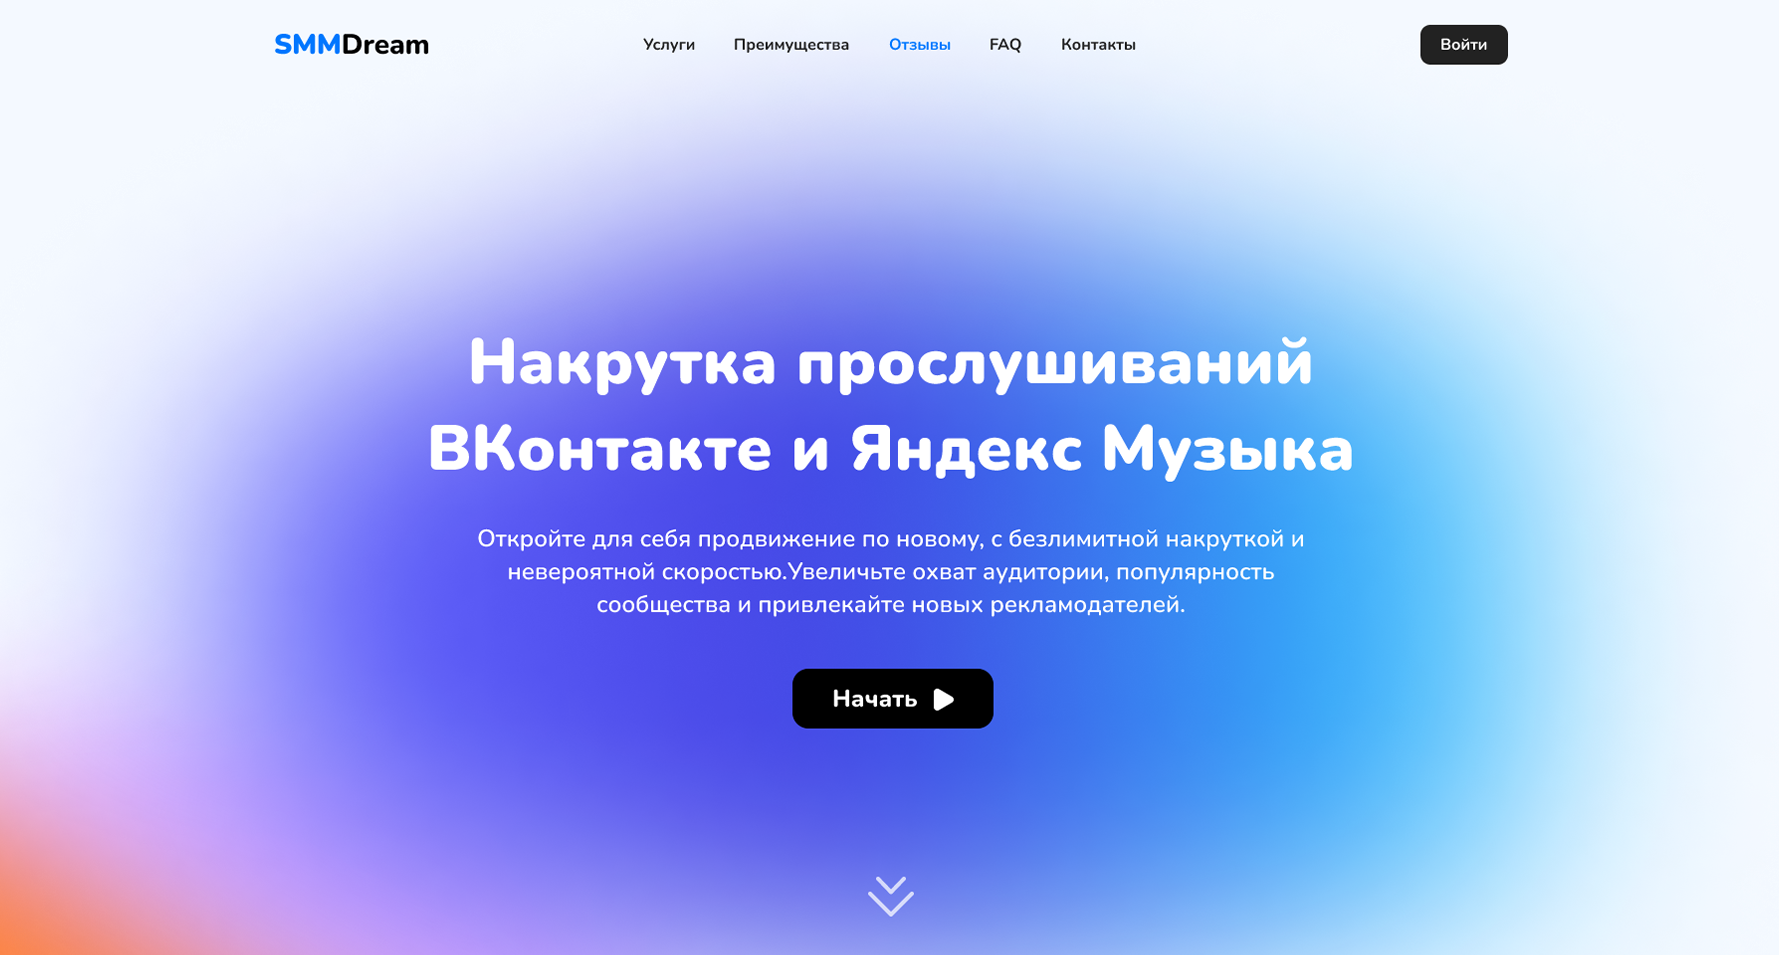 SMMDream
Услуги
Преимущества
Отзывы
FAQ
Контакты
Войти
Накрутка прослушиваний
ВКонтакте и Яндекс Музыка
Откройте для себя продвижение по новому, с безлимитной накруткой и
невероятной скоростью.Увеличьте охват аудитории, популярность
сообщества и привлекайте новых рекламодателей.
Начать